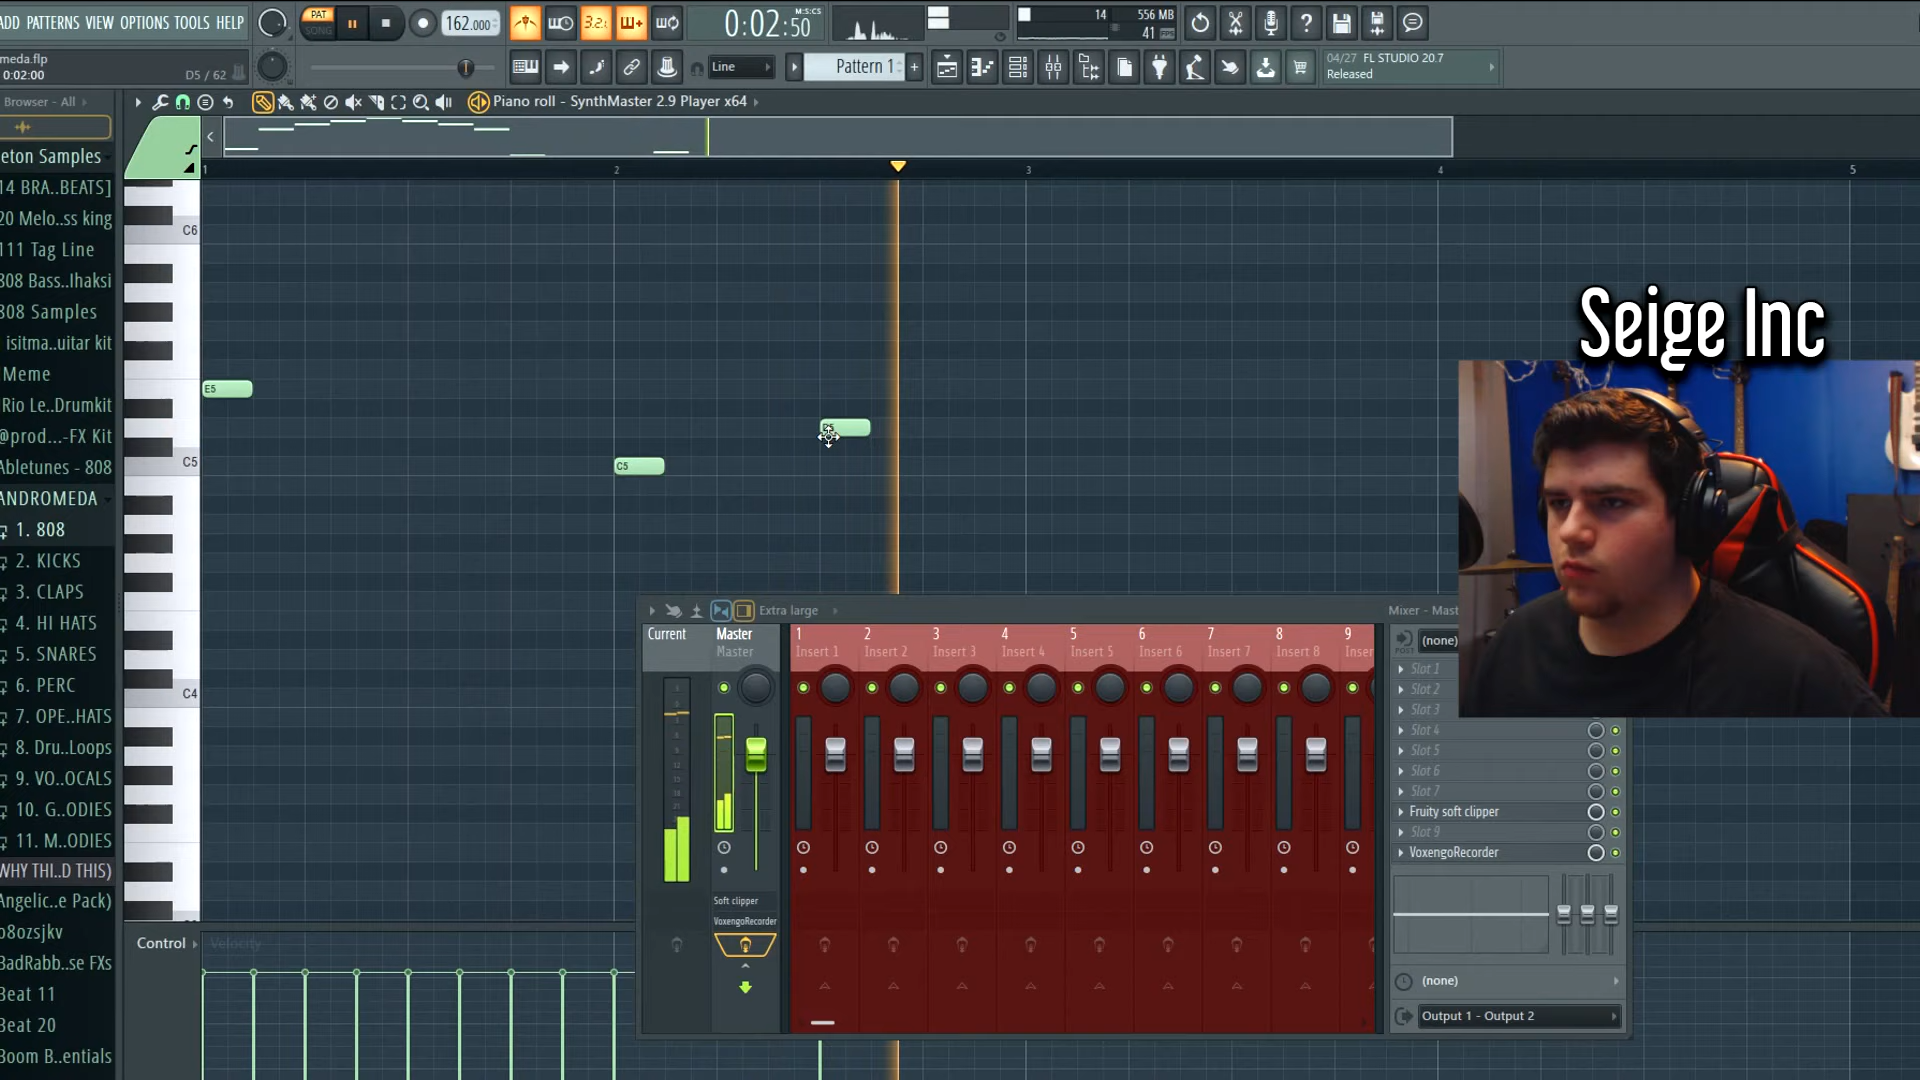 ADD PATTERNS VIEW OPTIONS TOOLS HELP
PAT
SONG
162.000
3.2.
0:02:50
M:S:CS
14
556 MB
41
meda.flp
0:02:00
D5 / 62
Line
Pattern 1
04/27 FL STUDIO 20.7
Released
Browser - All
Piano roll - SynthMaster 2.9 Player x64
1
2
3
4
5
eton Samples
14 BRA..BEATS]
20 Melo..ss king
111 Tag Line
808 Bass..lhaksi
808 Samples
isitma..uitar kit
Meme
Rio Le..Drumkit
@prod...-FX Kit
Abletunes - 808
ANDROMEDA
1. 808
2. KICKS
3. CLAPS
4. HI HATS
5. SNARES
6. PERC
7. OPE..HATS
8. Dru..Loops
9. VO..OCALS
10. G..ODIES
11. M..ODIES
WHY THI..D THIS)
Angelic..e Pack)
o8ozsjkv
BadRabb..se FXs
Beat 11
Beat 20
Boom B..entials
C6
C5
C4
E5
C5
Seige Inc
Extra large
Mixer - Mast
Current
Master
Master
1
Insert 1
2
Insert 2
3
Insert 3
4
Insert 4
5
Insert 5
6
Insert 6
7
Insert 7
8
Insert 8
9
Inser
(none)
Slot 1
Slot 2
Slot 3
Slot 4
Slot 5
Slot 6
Slot 7
Fruity soft clipper
Slot 9
VoxengoRecorder
Soft clipper
VoxengoRecorder
(none)
Output 1 - Output 2
Control
Velocity